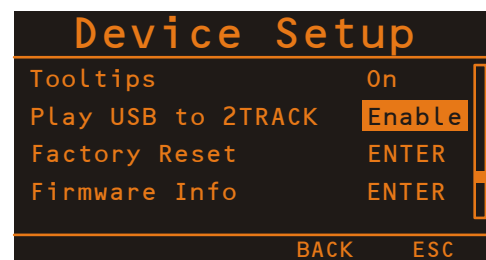 Device Setup
Tooltips On
Play USB to 2TRACK Enable
Factory Reset ENTER
Firmware Info ENTER
BACK ESC